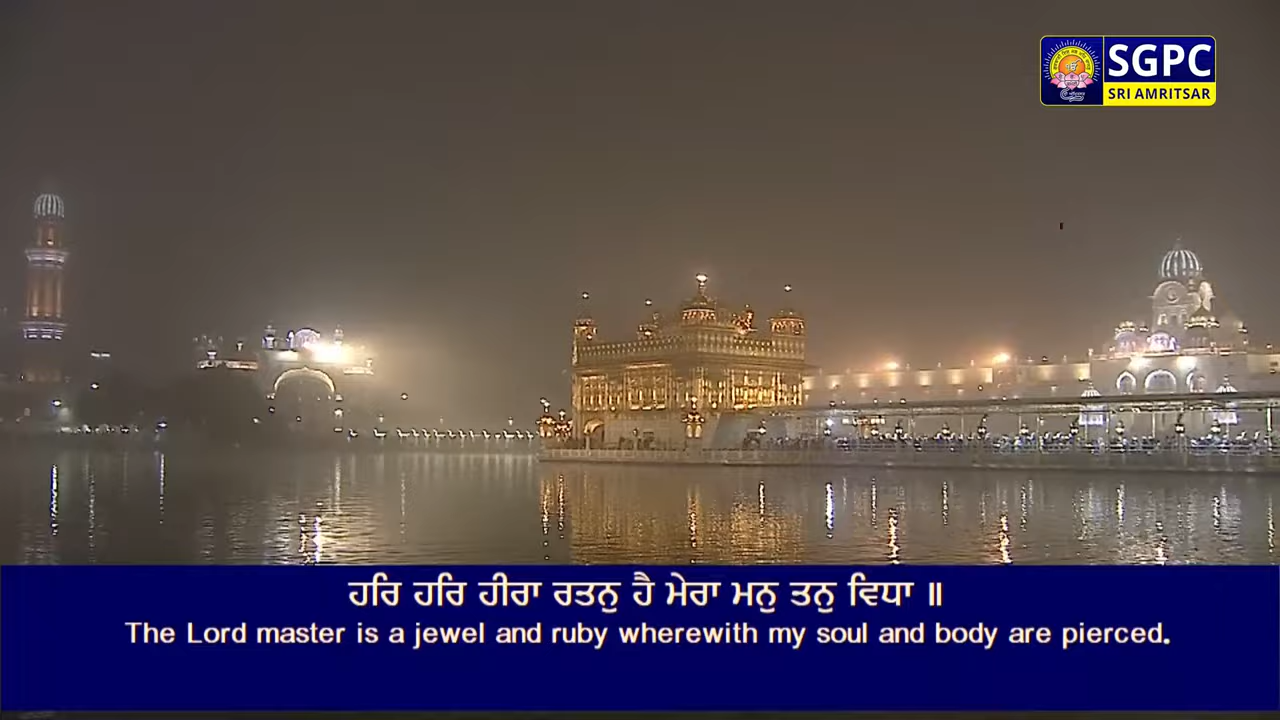 SGPC
SRI AMRITSAR
ਹਰਿ ਹਰਿ ਹੀਰਾ ਰਤਨੁ ਹੈ ਮੇਰਾ ਮਨੁ ਤਨੁ ਵਿਧਾ ॥
The Lord master is a jewel and ruby wherewith my soul and body are pierced.